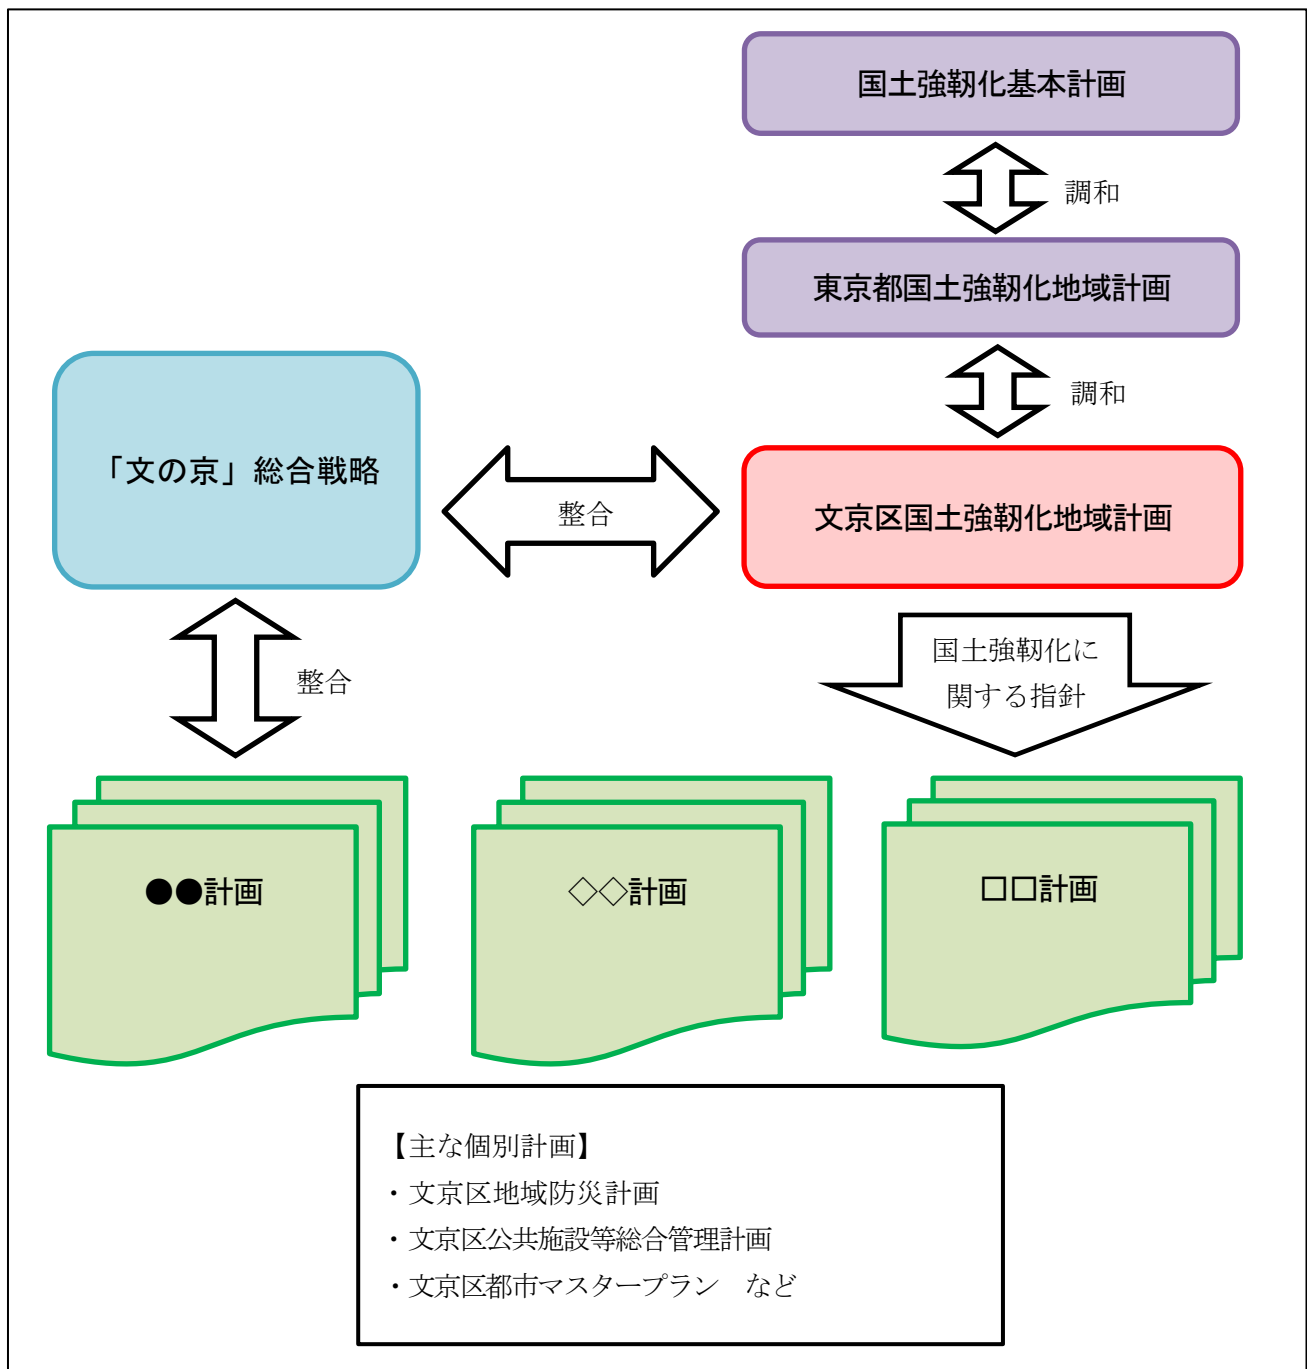 国土強靭化基本計画
調和
東京都国土強靭化地域計画
調和
「文の京」総合戦略
整合
文京区国土強靭化地域計画
整合
国土強靭化に
関する指針
●●計画
◇◇計画
□□計画
【主な個別計画】
・文京区地域防災計画
・文京区公共施設等総合管理計画
・文京区都市マスタープラン　など